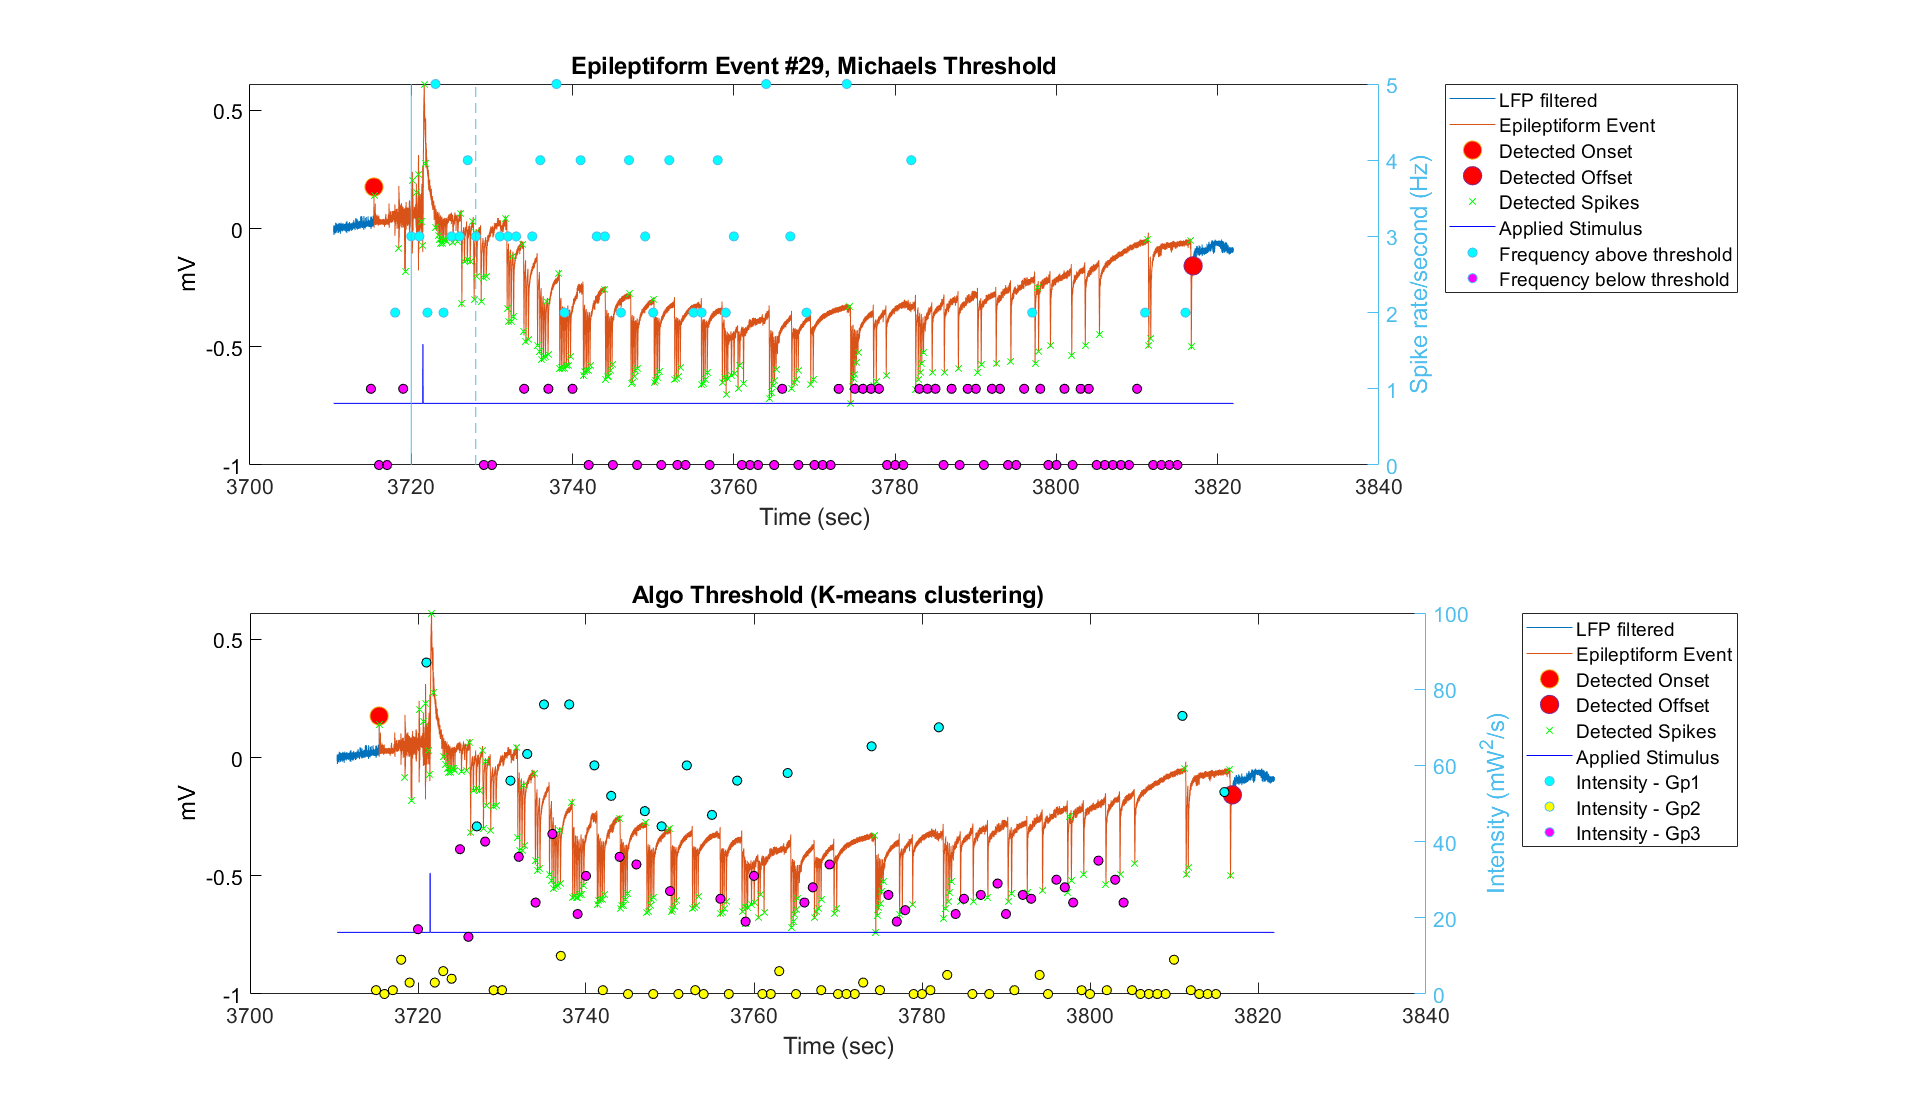 Epileptiform Event #29, Michaels Threshold
0.5
0
-0.5
-1
mV
3700
3720
3740
3760
3780
3800
3820
3840
Time (sec)
5
4
3
2
1
0
Spike rate/second (Hz)
LFP filtered
Epileptiform Event
Detected Onset
Detected Offset
Detected Spikes
Applied Stimulus
Frequency above threshold
Frequency below threshold
Algo Threshold (K-means clustering)
0.5
0
-0.5
-1
mV
3700
3720
3740
3760
3780
3800
3820
3840
Time (sec)
100
80
60
40
20
0
Intensity (mW²/s)
LFP filtered
Epileptiform Event
Detected Onset
Detected Offset
Detected Spikes
Applied Stimulus
Intensity - Gp1
Intensity - Gp2
Intensity - Gp3